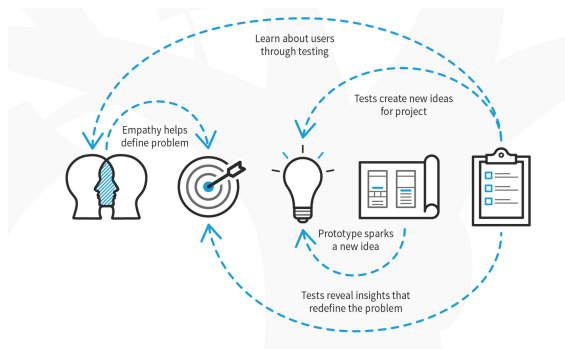 Learn about users
through testing
Tests create new ideas
for project
Empathy helps
define problem
Prototype sparks
a new idea
Tests reveal insights that
redefine the problem